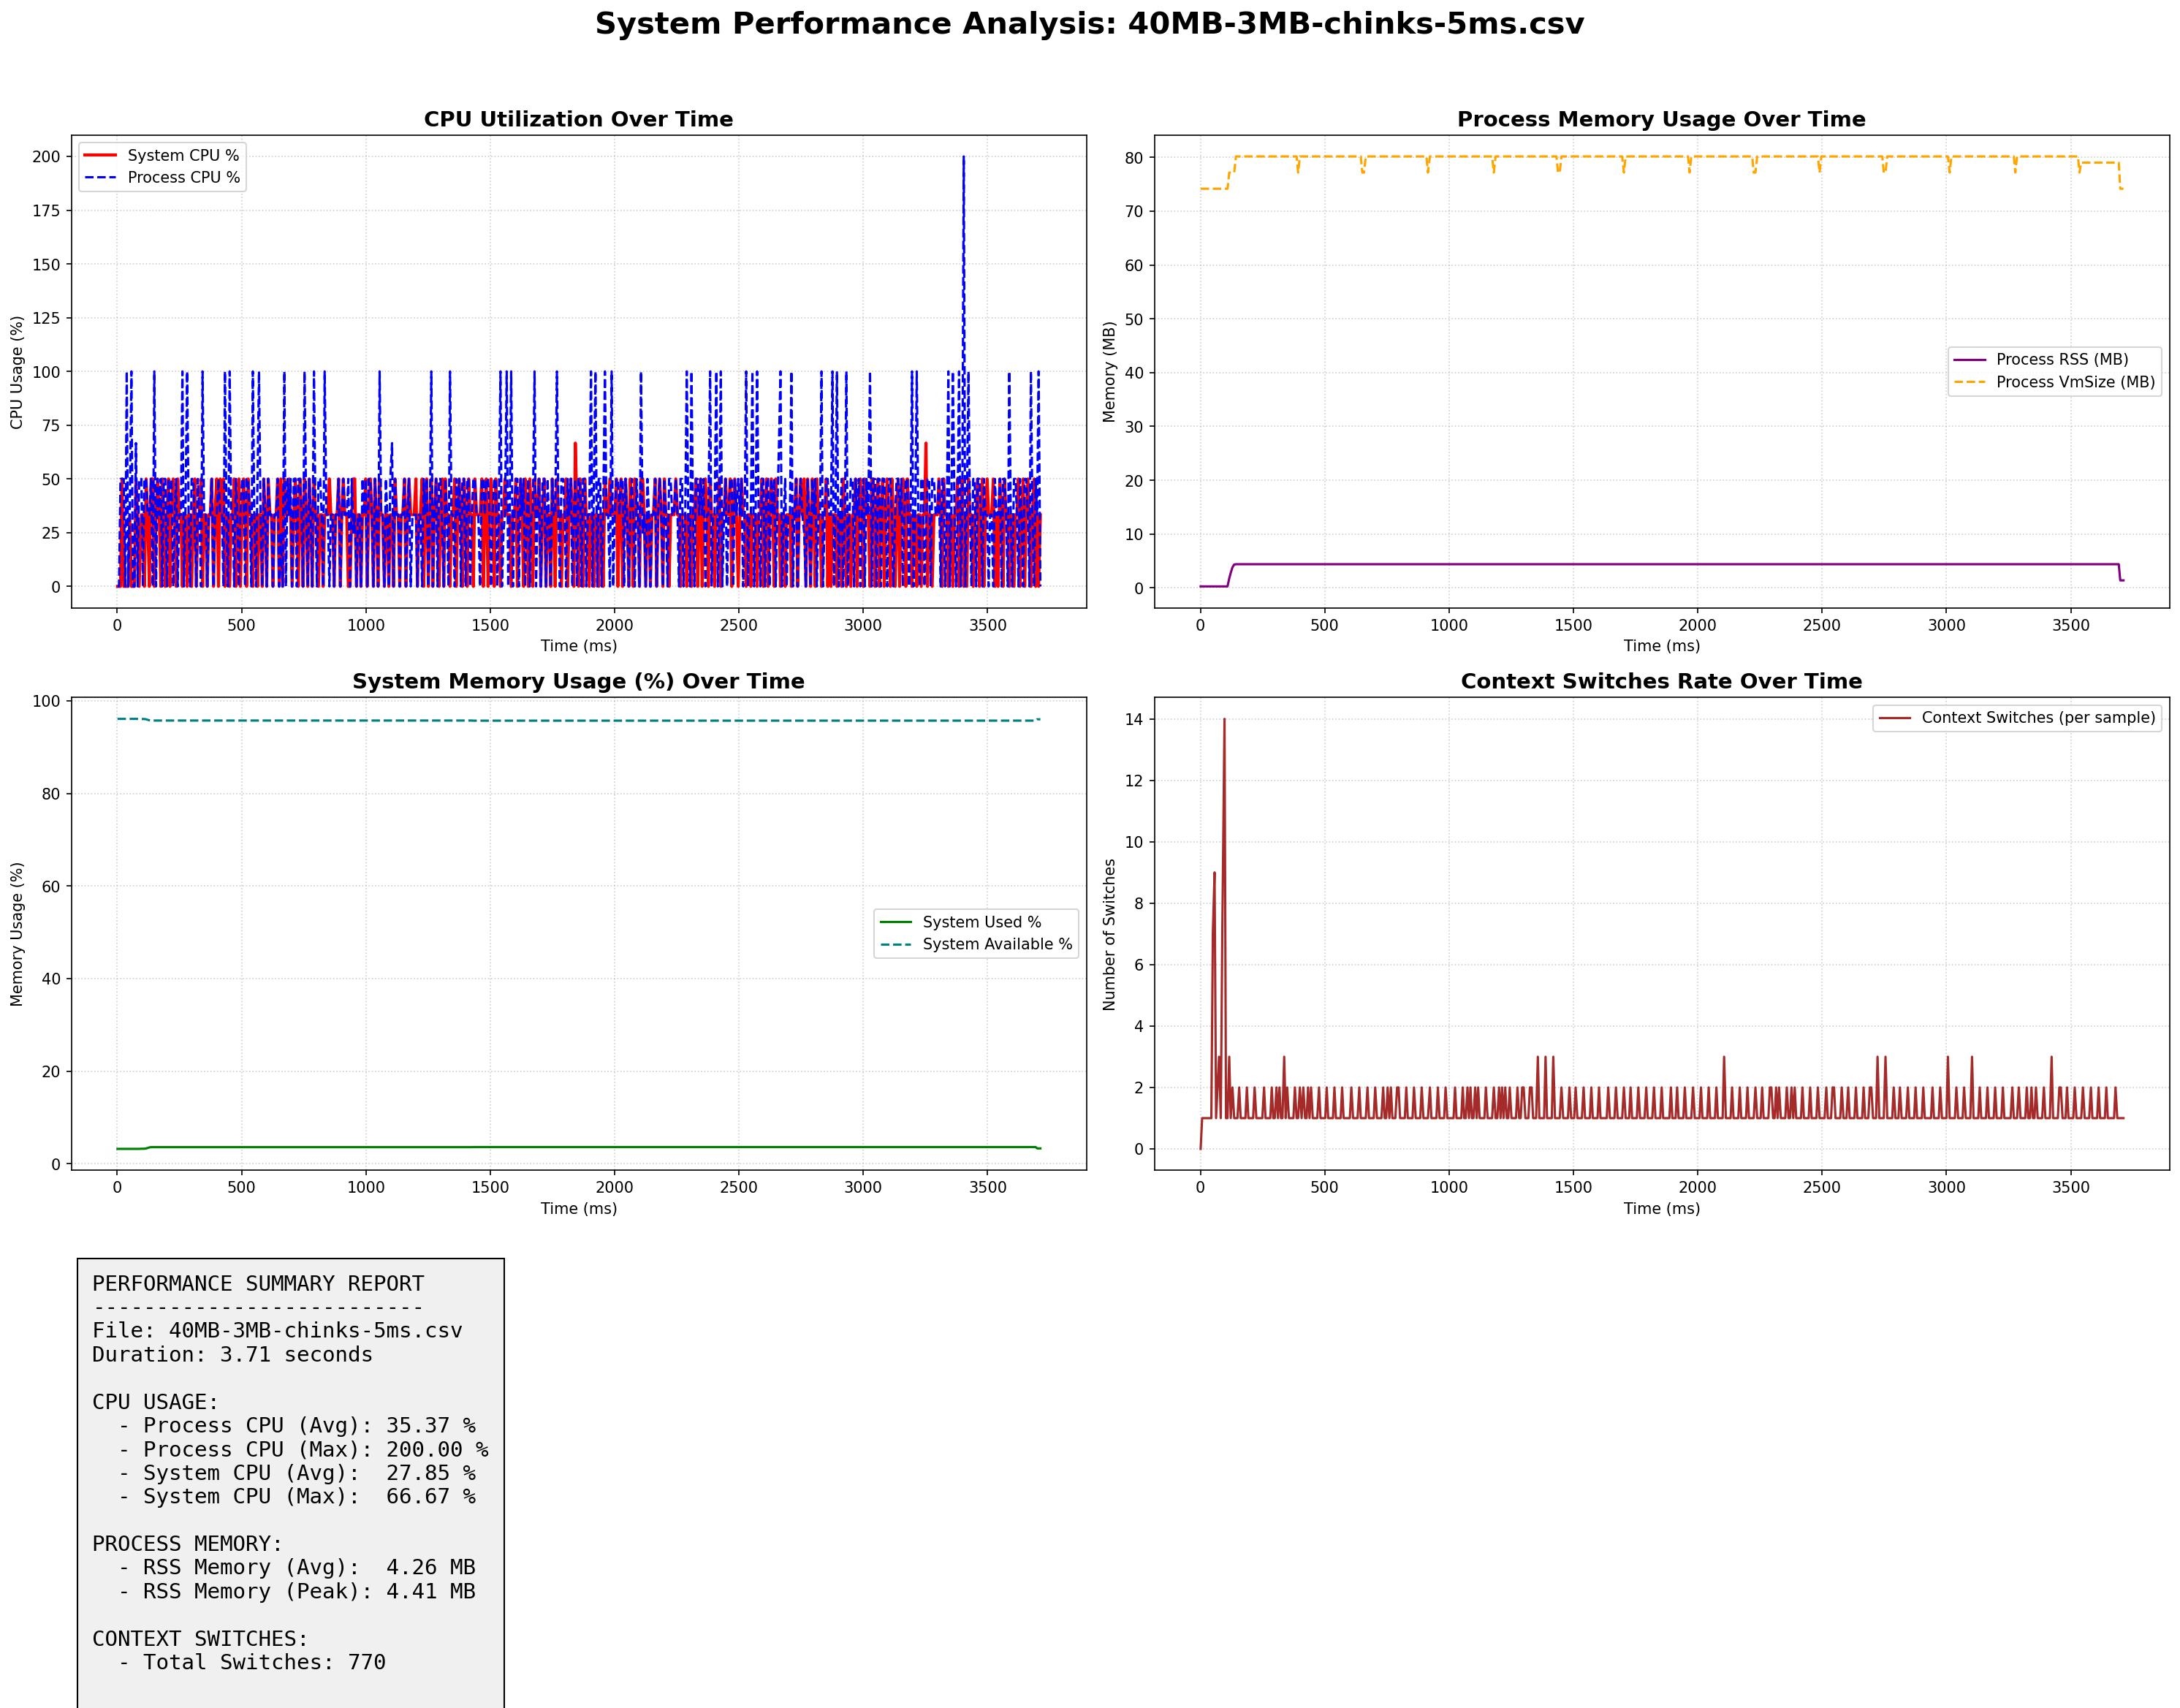 System Performance Analysis: 40MB-3MB-chinks-5ms.csv
CPU Utilization Over Time
200
175
150
125
100
75
50
25
0
CPU Usage (%)
System CPU %
Process CPU %
0 500 1000 1500 2000 2500 3000 3500
Time (ms)
Process Memory Usage Over Time
80
70
60
50
40
30
20
10
0
Memory (MB)
Process RSS (MB)
Process VmSize (MB)
0 500 1000 1500 2000 2500 3000 3500
Time (ms)
System Memory Usage (%) Over Time
100
80
60
40
20
0
Memory Usage (%)
System Used %
System Available %
0 500 1000 1500 2000 2500 3000 3500
Time (ms)
Context Switches Rate Over Time
14
12
10
8
6
4
2
0
Number of Switches
Context Switches (per sample)
0 500 1000 1500 2000 2500 3000 3500
Time (ms)
PERFORMANCE SUMMARY REPORT
--------------------------
File: 40MB-3MB-chinks-5ms.csv
Duration: 3.71 seconds
CPU USAGE:
- Process CPU (Avg): 35.37 %
- Process CPU (Max): 200.00 %
- System CPU (Avg): 27.85 %
- System CPU (Max): 66.67 %
PROCESS MEMORY:
- RSS Memory (Avg): 4.26 MB
- RSS Memory (Peak): 4.41 MB
CONTEXT SWITCHES:
- Total Switches: 770